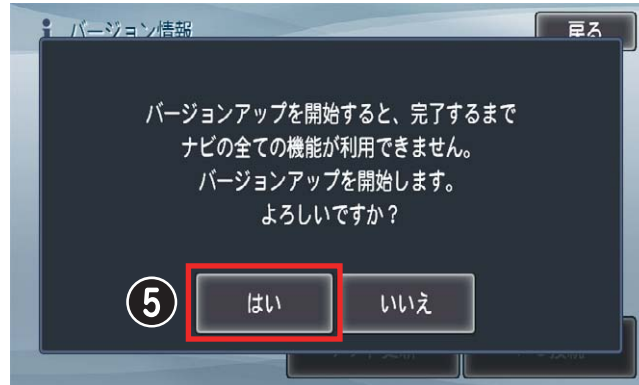 バージョン情報
戻る
バージョンアップを開始すると、完了するまで
ナビの全ての機能が利用できません。
バージョンアップを開始します。
よろしいですか？
⑤
はい
いいえ